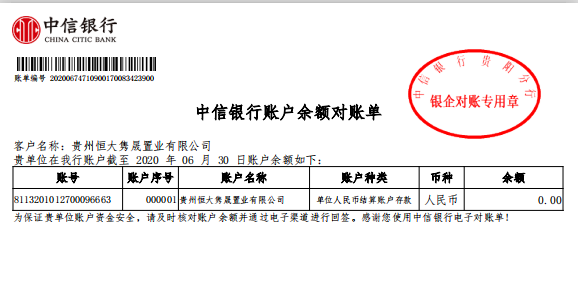 中信银行
CHINA CITIC BANK
账单编号 20200674710900170083423900
中信银行贵阳分行
银企对账专用章
中信银行账户余额对账单
客户名称：贵州恒大隽晟置业有限公司
贵单位在我行账户截至 2020 年 06 月 30 日账户余额如下：
账号 账户序号 账户名称 账户种类 币种 余额
8113201012700096663 000001 贵州恒大隽晟置业有限公司 单位人民币结算账户存款 人民币 0.00
为保证贵单位账户资金安全，请及时核对账户余额并通过电子渠道进行回签。感谢您使用中信银行电子对账单！